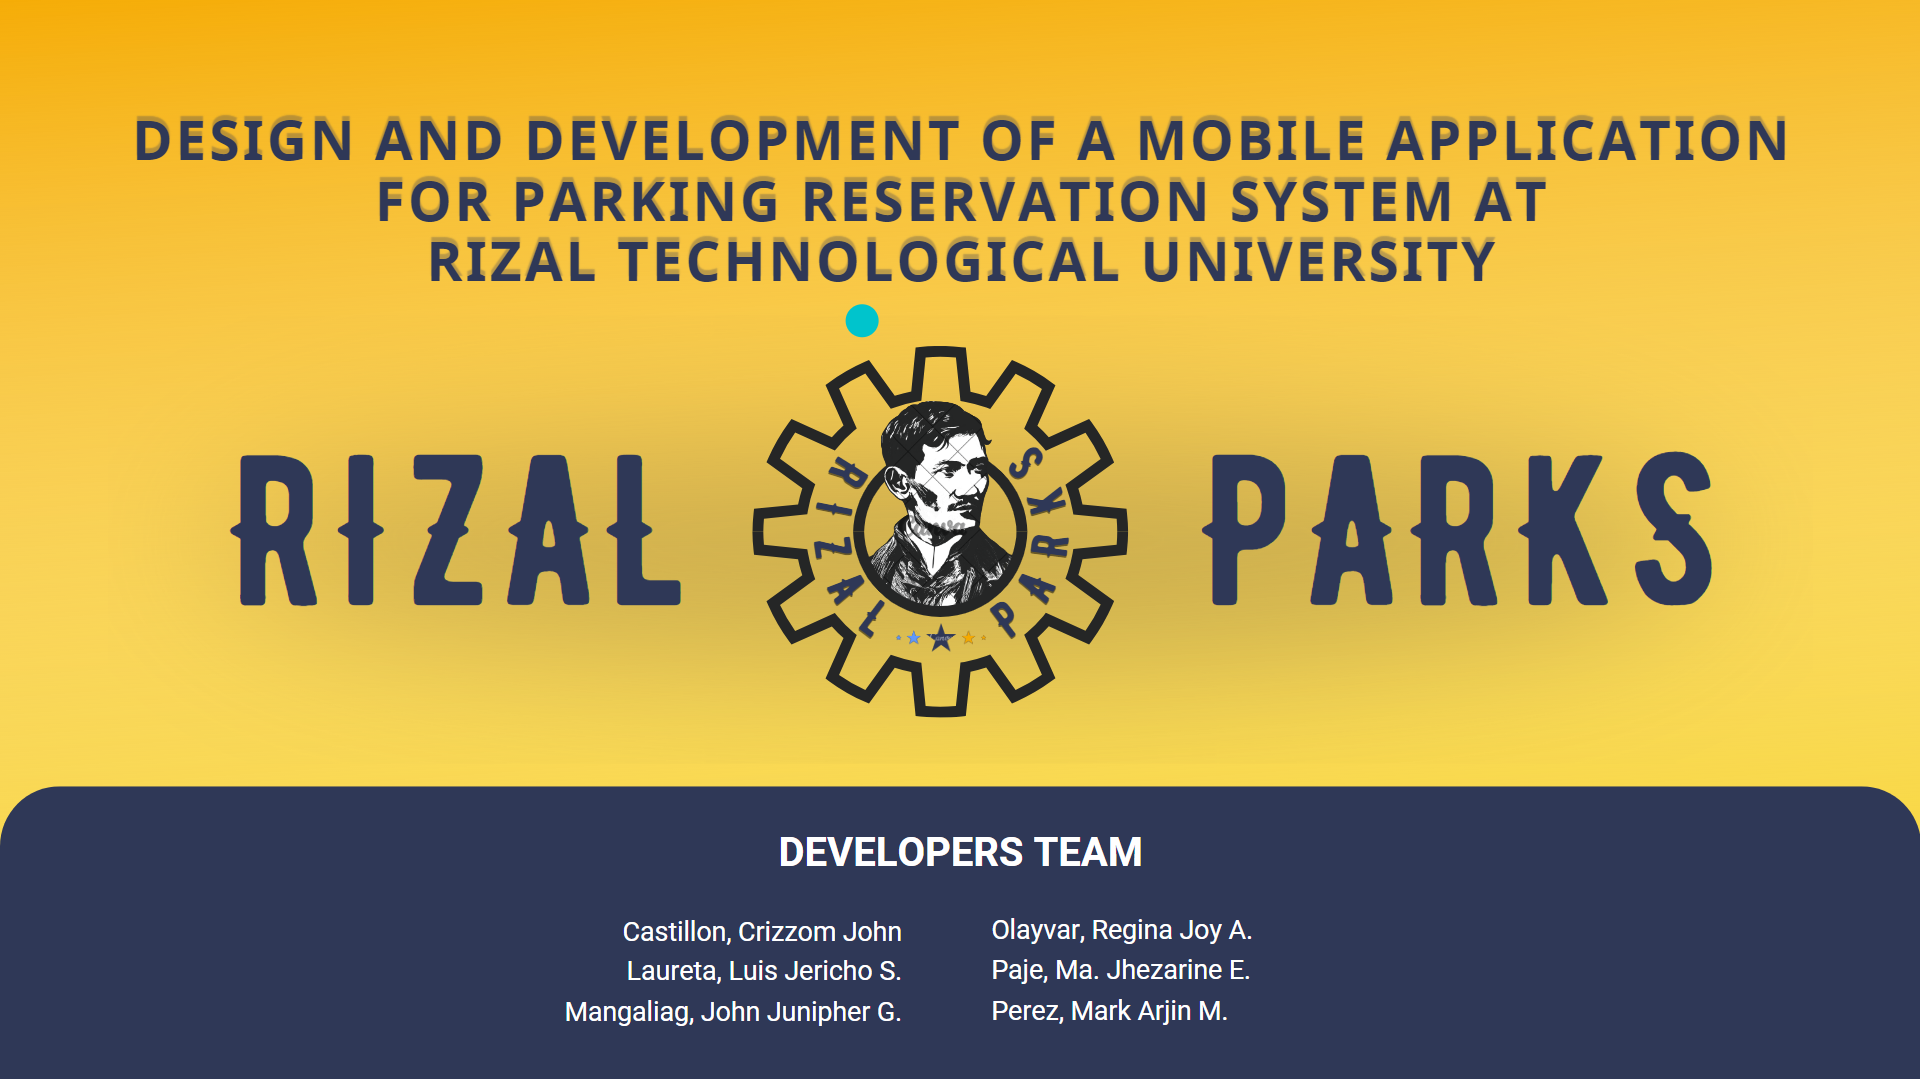 DESIGN AND DEVELOPMENT OF A MOBILE APPLICATION
FOR PARKING RESERVATION SYSTEM AT
RIZAL TECHNOLOGICAL UNIVERSITY
RIZAL
RIZAL PARKS
PARKS
DEVELOPERS TEAM
Castillon, Crizzom John
Laureta, Luis Jericho S.
Mangaliag, John Junipher G.
Olayvar, Regina Joy A.
Paje, Ma. Jhezarine E.
Perez, Mark Arjin M.